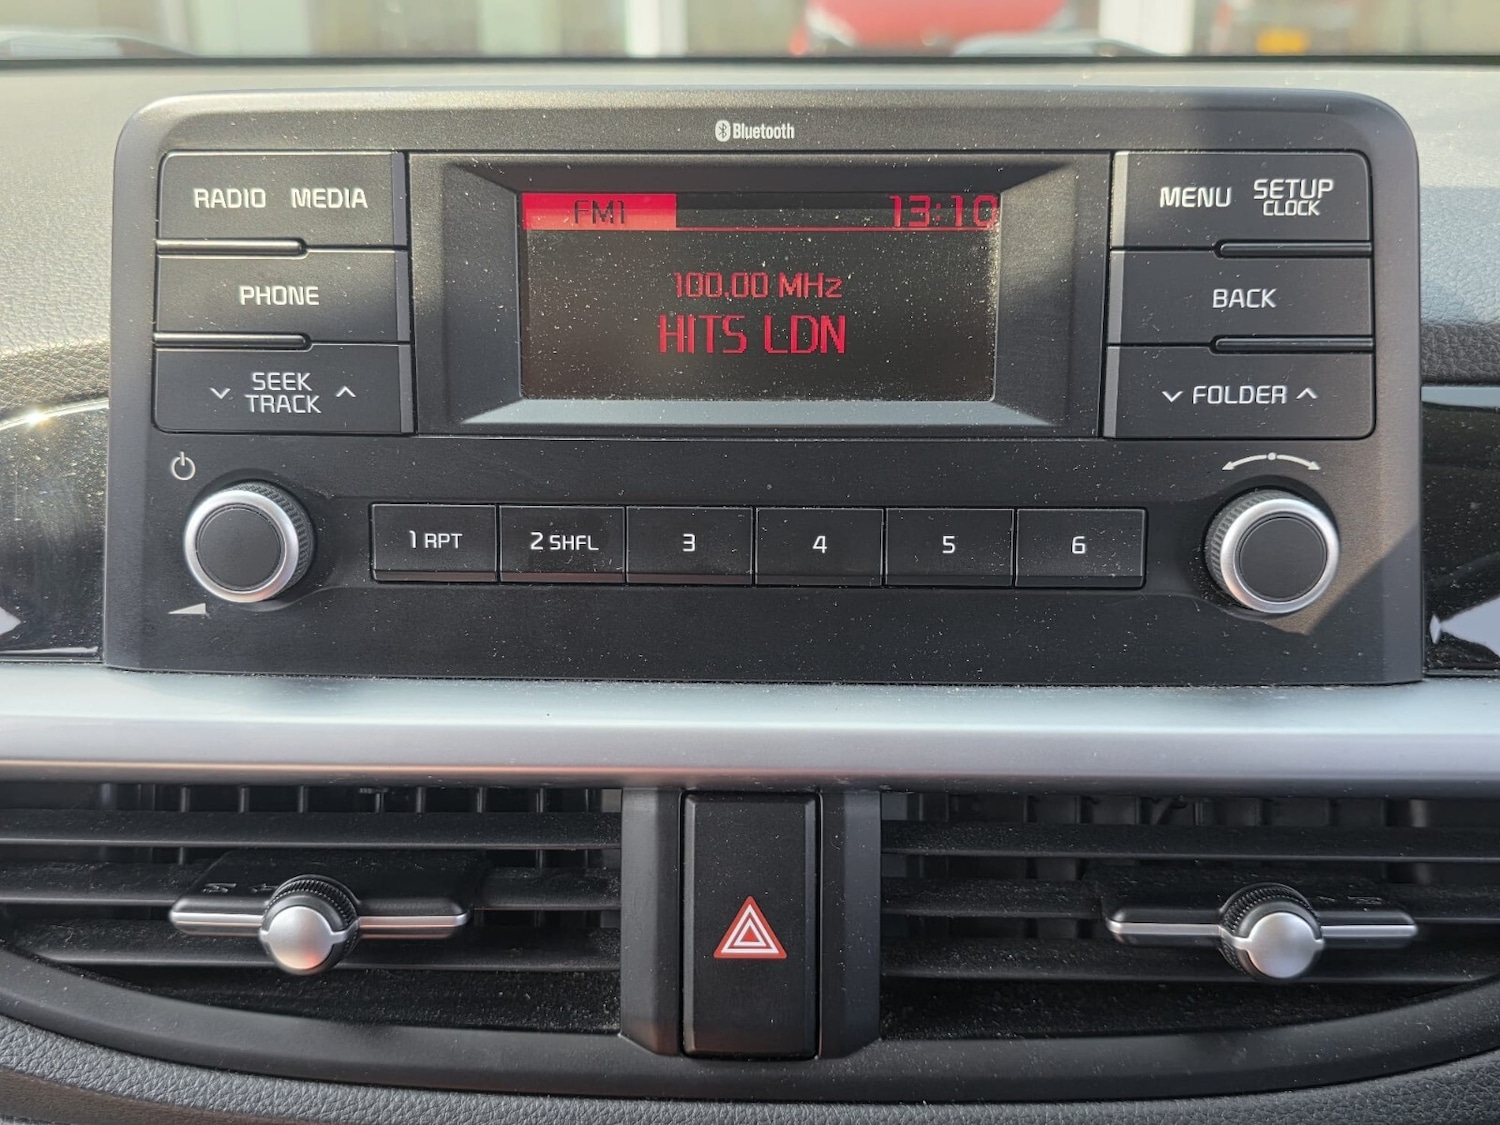 Bluetooth
RADIO MEDIA
FM1 13:10
MENU SETUP
CLOCK
PHONE
100.00 MHz
HITS LDN
BACK
SEEK
TRACK
FOLDER
1 RPT 2 SHFL 3 4 5 6